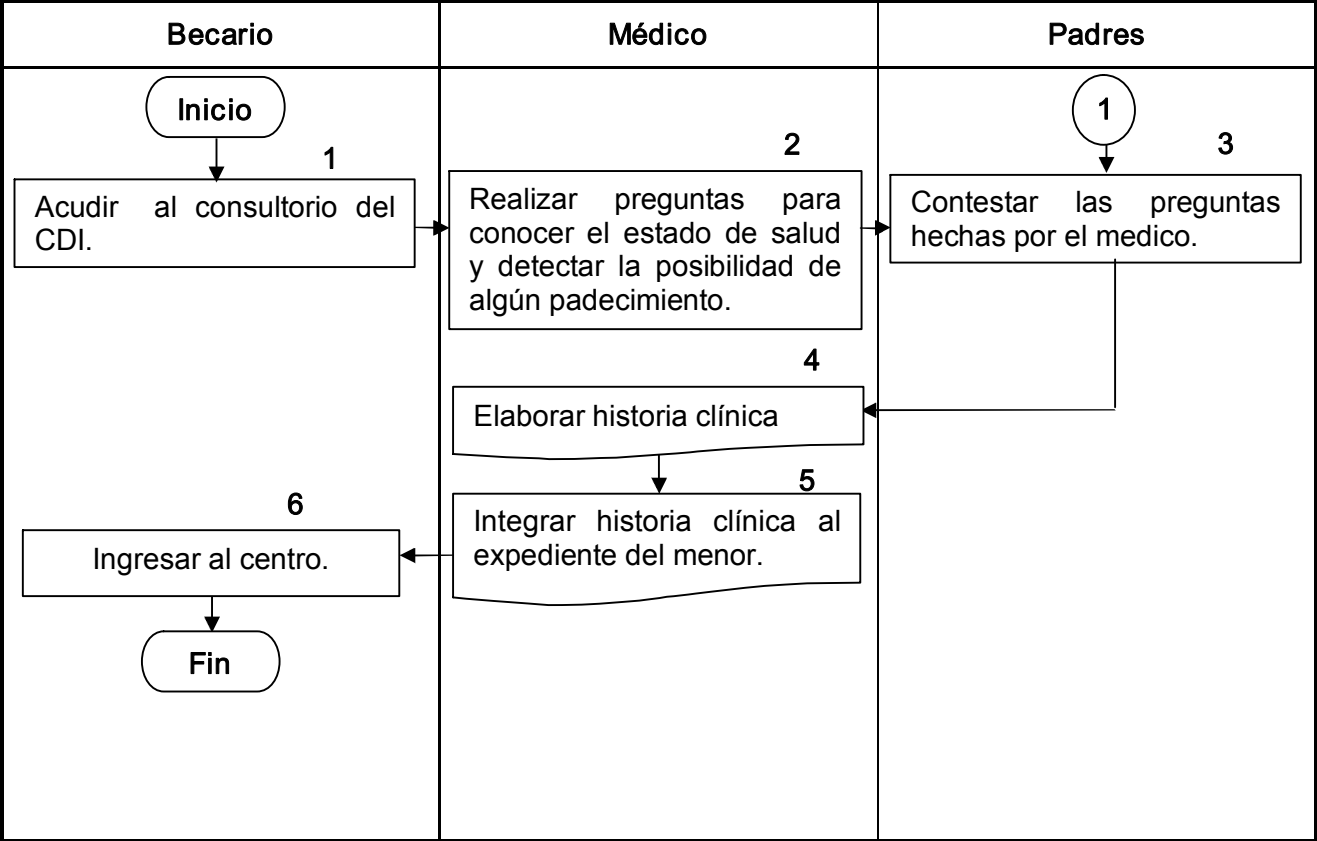 Becario
Médico
Padres
Inicio
1
1
Acudir al consultorio del
CDI.
2
Realizar preguntas para
conocer el estado de salud
y detectar la posibilidad de
algún padecimiento.
3
Contestar las preguntas
hechas por el medico.
4
Elaborar historia clínica
5
Integrar historia clínica al
expediente del menor.
6
Ingresar al centro.
Fin